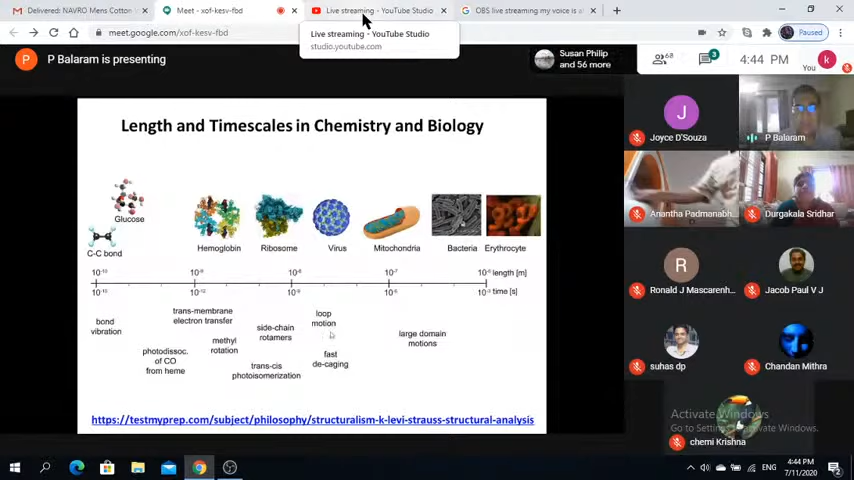 Delivered: NAVRO Mens Cotton
Meet - xof-kesv-fbd
Live streaming - YouTube Studio
OBS live streaming my voice is a
meet.google.com/xof-kesv-fbd
Paused
Live streaming - YouTube Studio
studio.youtube.com
P P Balaram is presenting
Susan Philip
and 56 more
68
3
4:44 PM
You
k
Length and Timescales in Chemistry and Biology
Glucose
C-C bond
Hemoglobin
Ribosome
Virus
Mitochondria
Bacteria
Erythrocyte
length [m]
time [s]
bond
vibration
trans-membrane
electron transfer
photodissoc.
of CO
from heme
methyl
rotation
side-chain
rotamers
trans-cis
photoisomerization
loop
motion
fast
de-caging
large domain
motions
https://testmyprep.com/subject/philosophy/structuralism-k-levi-strauss-structural-analysis
J
Joyce D'Souza
P Balaram
Anantha Padmanabh...
Durgakala Sridhar
R
Ronald J Mascarenh...
Jacob Paul V J
suhas dp
Chandan Mithra
Activate Windows
chemi Krishna
ENG
4:44 PM
7/11/2020